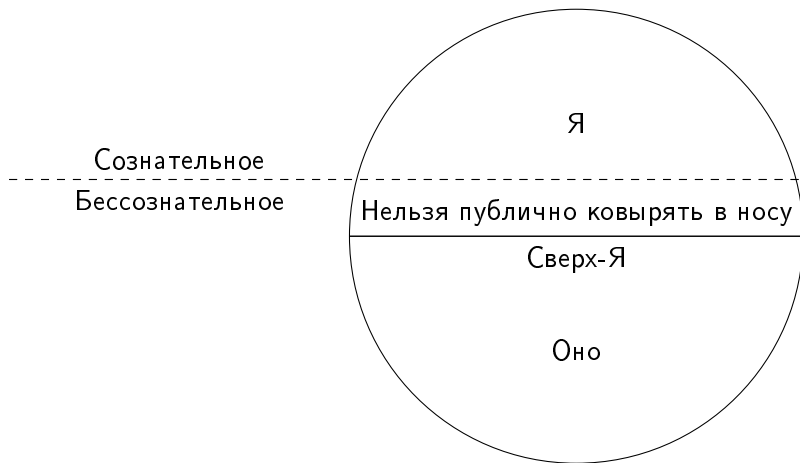 Я
Сознательное
Бессознательное
Нельзя публично ковырять в носу
Сверх-Я
Оно